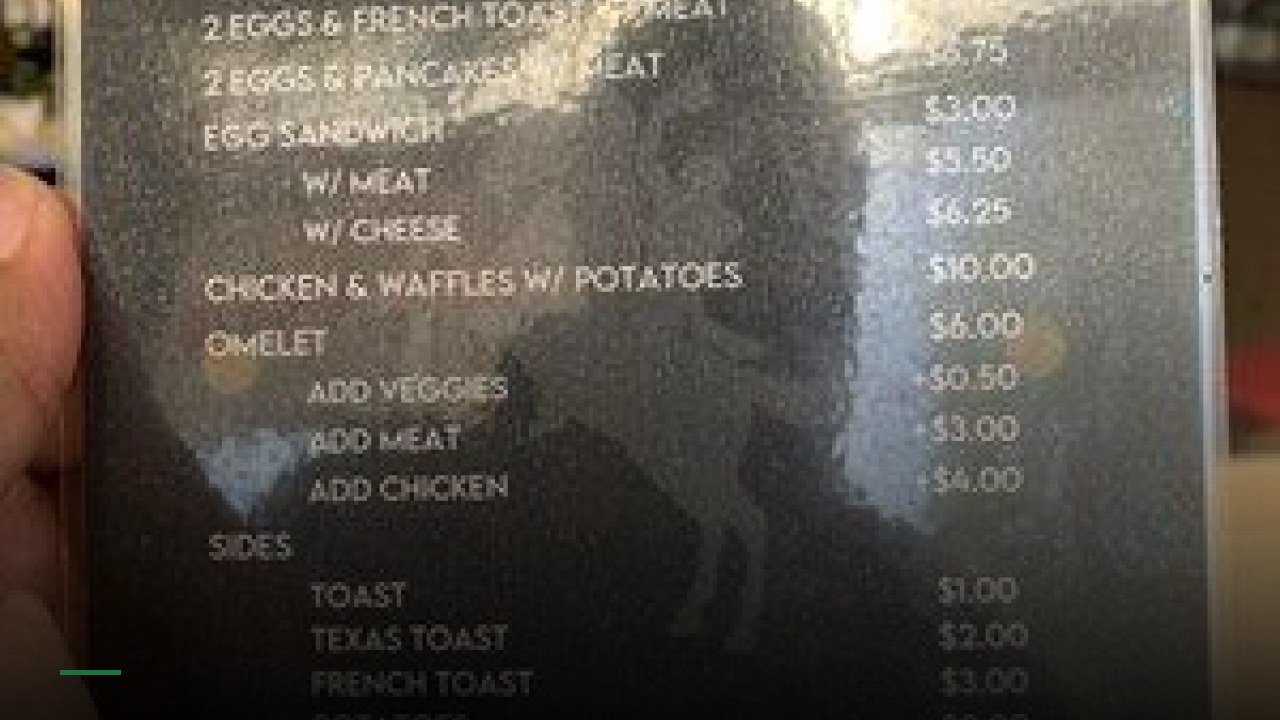 2 EGGS & FRENCH TOAST W/ MEAT
2 EGGS & PANCAKES W/ MEAT .75
EGG SANDWICH $3.00
W/ MEAT $5.50
W/ CHEESE $6.25
CHICKEN & WAFFLES W/ POTATOES $10.00
OMELET $6.00
ADD VEGGIES +$0.50
ADD MEAT +$3.00
ADD CHICKEN +$4.00
SIDES
TOAST $1.00
TEXAS TOAST $2.00
FRENCH TOAST $3.00